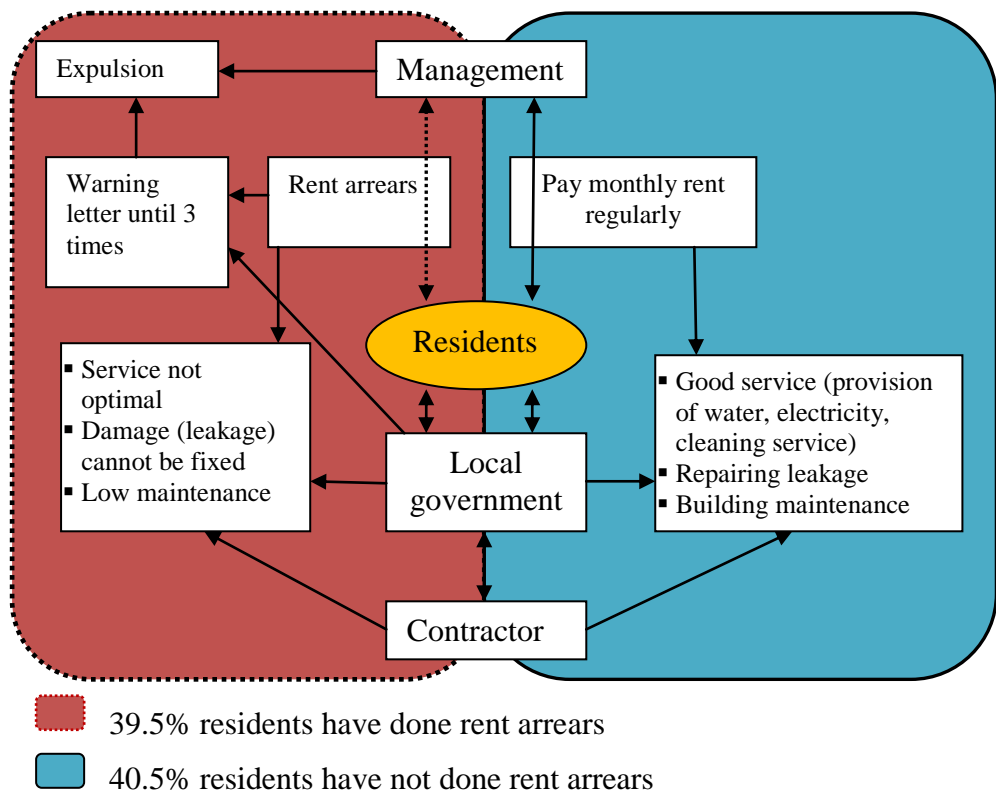 Expulsion
Management
Warning
letter until 3
times
Rent arrears
Pay monthly rent
regularly
Residents
▪ Service not
optimal
▪ Damage (leakage)
cannot be fixed
▪ Low maintenance
Local
government
▪ Good service (provision
of water, electricity,
cleaning service)
▪ Repairing leakage
▪ Building maintenance
Contractor
39.5% residents have done rent arrears
40.5% residents have not done rent arrears